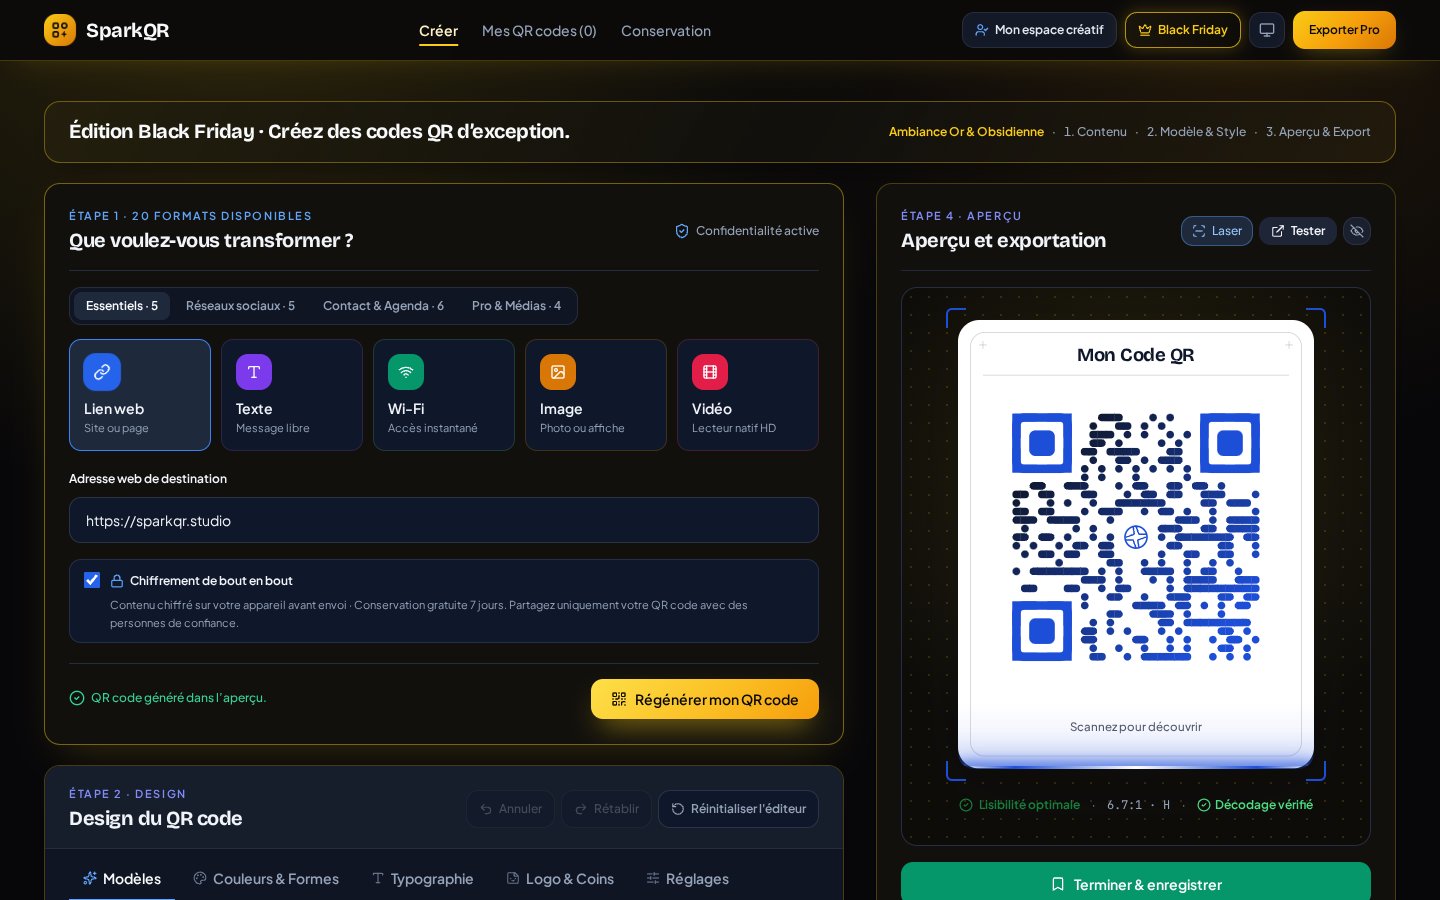 SparkQR
Créer
Mes QR codes (0)
Conservation
Mon espace créatif
Black Friday
Exporter Pro
Édition Black Friday · Créez des codes QR d’exception.
Ambiance Or & Obsidienne · 1. Contenu · 2. Modèle & Style · 3. Aperçu & Export
ÉTAPE 1 · 20 FORMATS DISPONIBLES
Que voulez-vous transformer ?
Confidentialité active
Essentiels · 5
Réseaux sociaux · 5
Contact & Agenda · 6
Pro & Médias · 4
Lien web
Site ou page
Texte
Message libre
Wi-Fi
Accès instantané
Image
Photo ou affiche
Vidéo
Lecteur natif HD
Adresse web de destination
https://sparkqr.studio
Chiffrement de bout en bout
Contenu chiffré sur votre appareil avant envoi · Conservation gratuite 7 jours. Partagez uniquement votre QR code avec des
personnes de confiance.
QR code généré dans l’aperçu.
Régénérer mon QR code
ÉTAPE 2 · DESIGN
Design du QR code
Annuler
Rétablir
Réinitialiser l'éditeur
Modèles
Couleurs & Formes
Typographie
Logo & Coins
Réglages
ÉTAPE 4 · APERÇU
Aperçu et exportation
Laser
Tester
Mon Code QR
Scannez pour découvrir
Lisibilité optimale · 6.7:1 · H · Décodage vérifié
Terminer & enregistrer